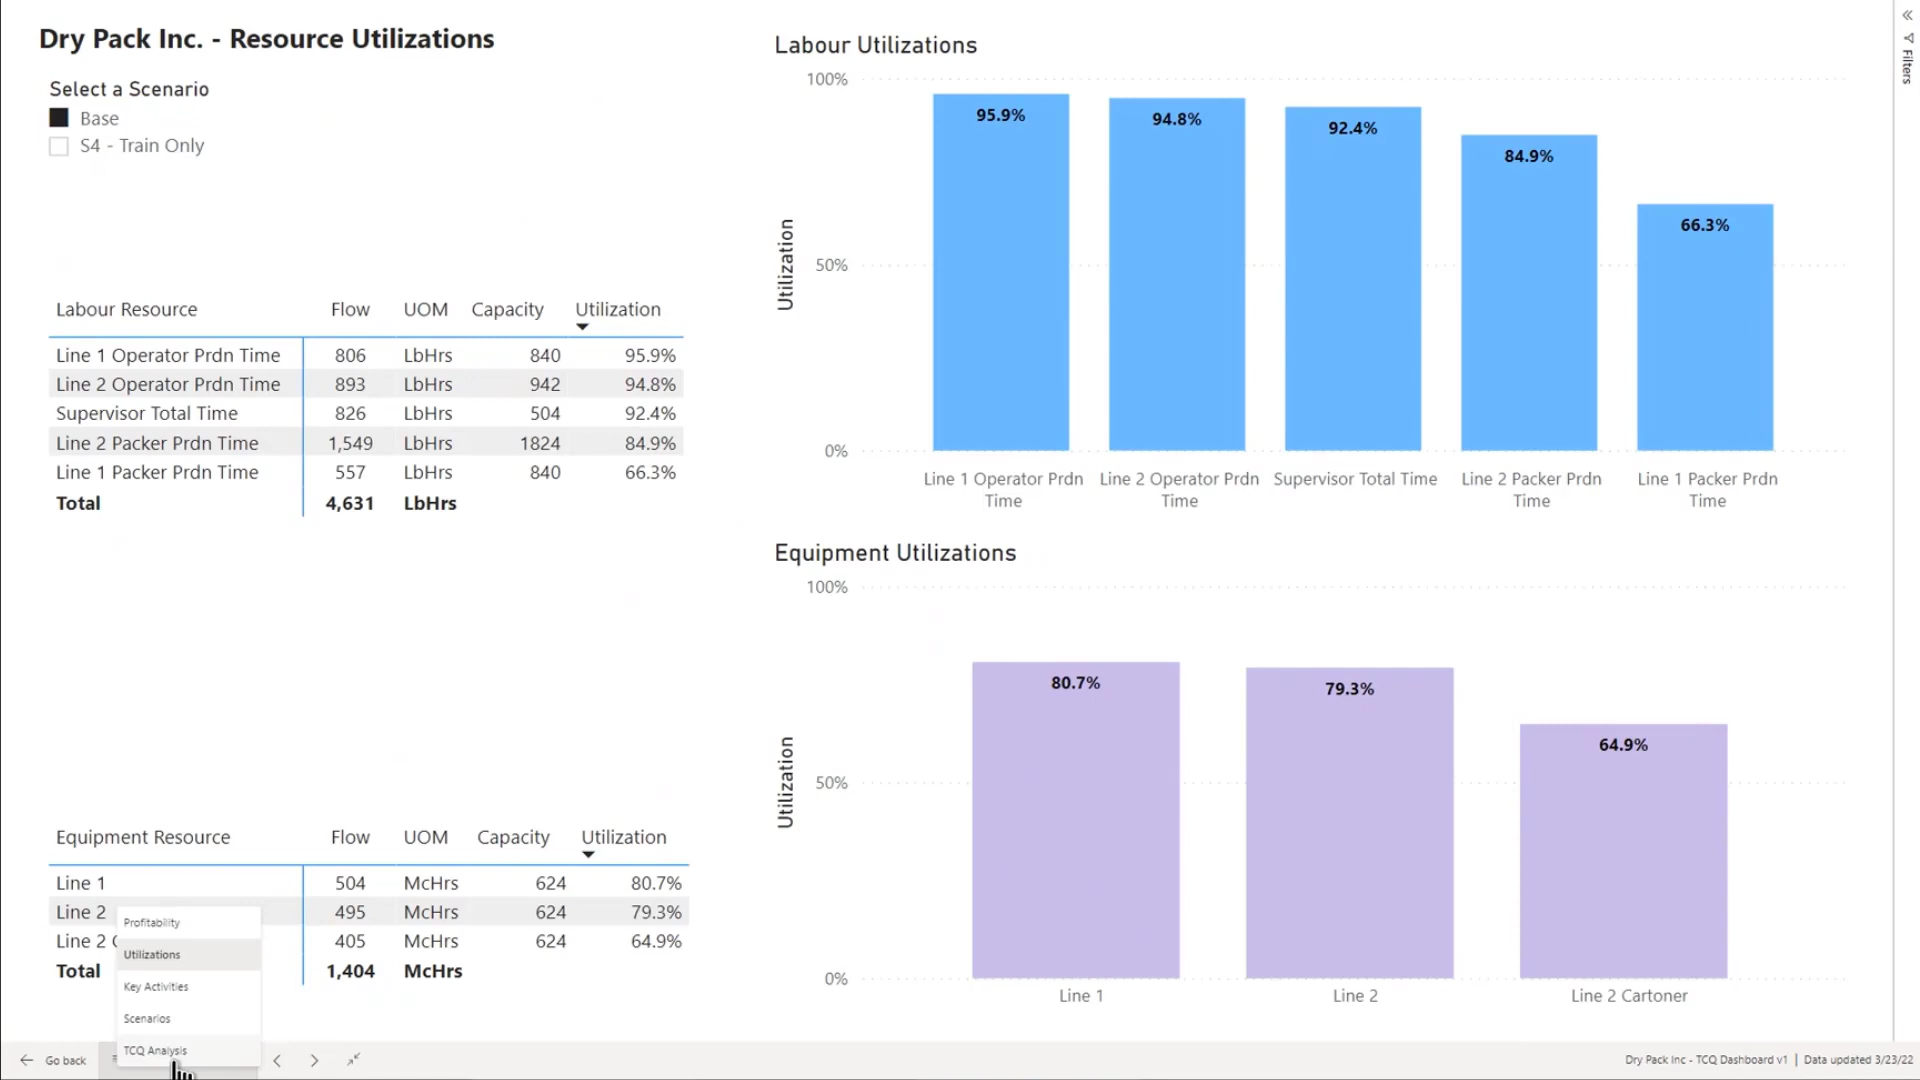 Dry Pack Inc. - Resource Utilizations
Select a Scenario
Base
S4 - Train Only
Labour Resource Flow UOM Capacity Utilization
Line 1 Operator Prdn Time 806 LbHrs 840 95.9%
Line 2 Operator Prdn Time 893 LbHrs 942 94.8%
Supervisor Total Time 826 LbHrs 504 92.4%
Line 2 Packer Prdn Time 1,549 LbHrs 1824 84.9%
Line 1 Packer Prdn Time 557 LbHrs 840 66.3%
Total 4,631 LbHrs
Equipment Resource Flow UOM Capacity Utilization
Line 1 504 McHrs 624 80.7%
Line 2 495 McHrs 624 79.3%
Line 2 405 McHrs 624 64.9%
Total 1,404 McHrs
Profitability
Utilizations
Key Activities
Scenarios
TCQ Analysis
Labour Utilizations
Utilization
100%
50%
0%
95.9%
94.8%
92.4%
84.9%
66.3%
Line 1 Operator Prdn
Time
Line 2 Operator Prdn
Time
Supervisor Total Time
Line 2 Packer Prdn
Time
Line 1 Packer Prdn
Time
Equipment Utilizations
Utilization
100%
50%
0%
80.7%
79.3%
64.9%
Line 1
Line 2
Line 2 Cartoner
Filters
Go back
Dry Pack Inc - TCQ Dashboard v1 | Data updated 3/23/22